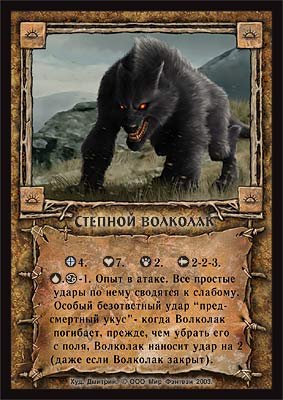 СТЕПНОЙ ВОЛКОЛАК
4. 7. 2. 2-2-3.
-1. Опыт в атаке. Все простые
удары по нему сводятся к слабому.
Особый безответный удар "пред-
смертный укус"- когда Волколак
погибает, прежде, чем убрать его
с поля, Волколак наносит удар на 2
(даже если Волколак закрыт).
Худ. Дмитрий. © ООО Мир Фэнтези 2003.